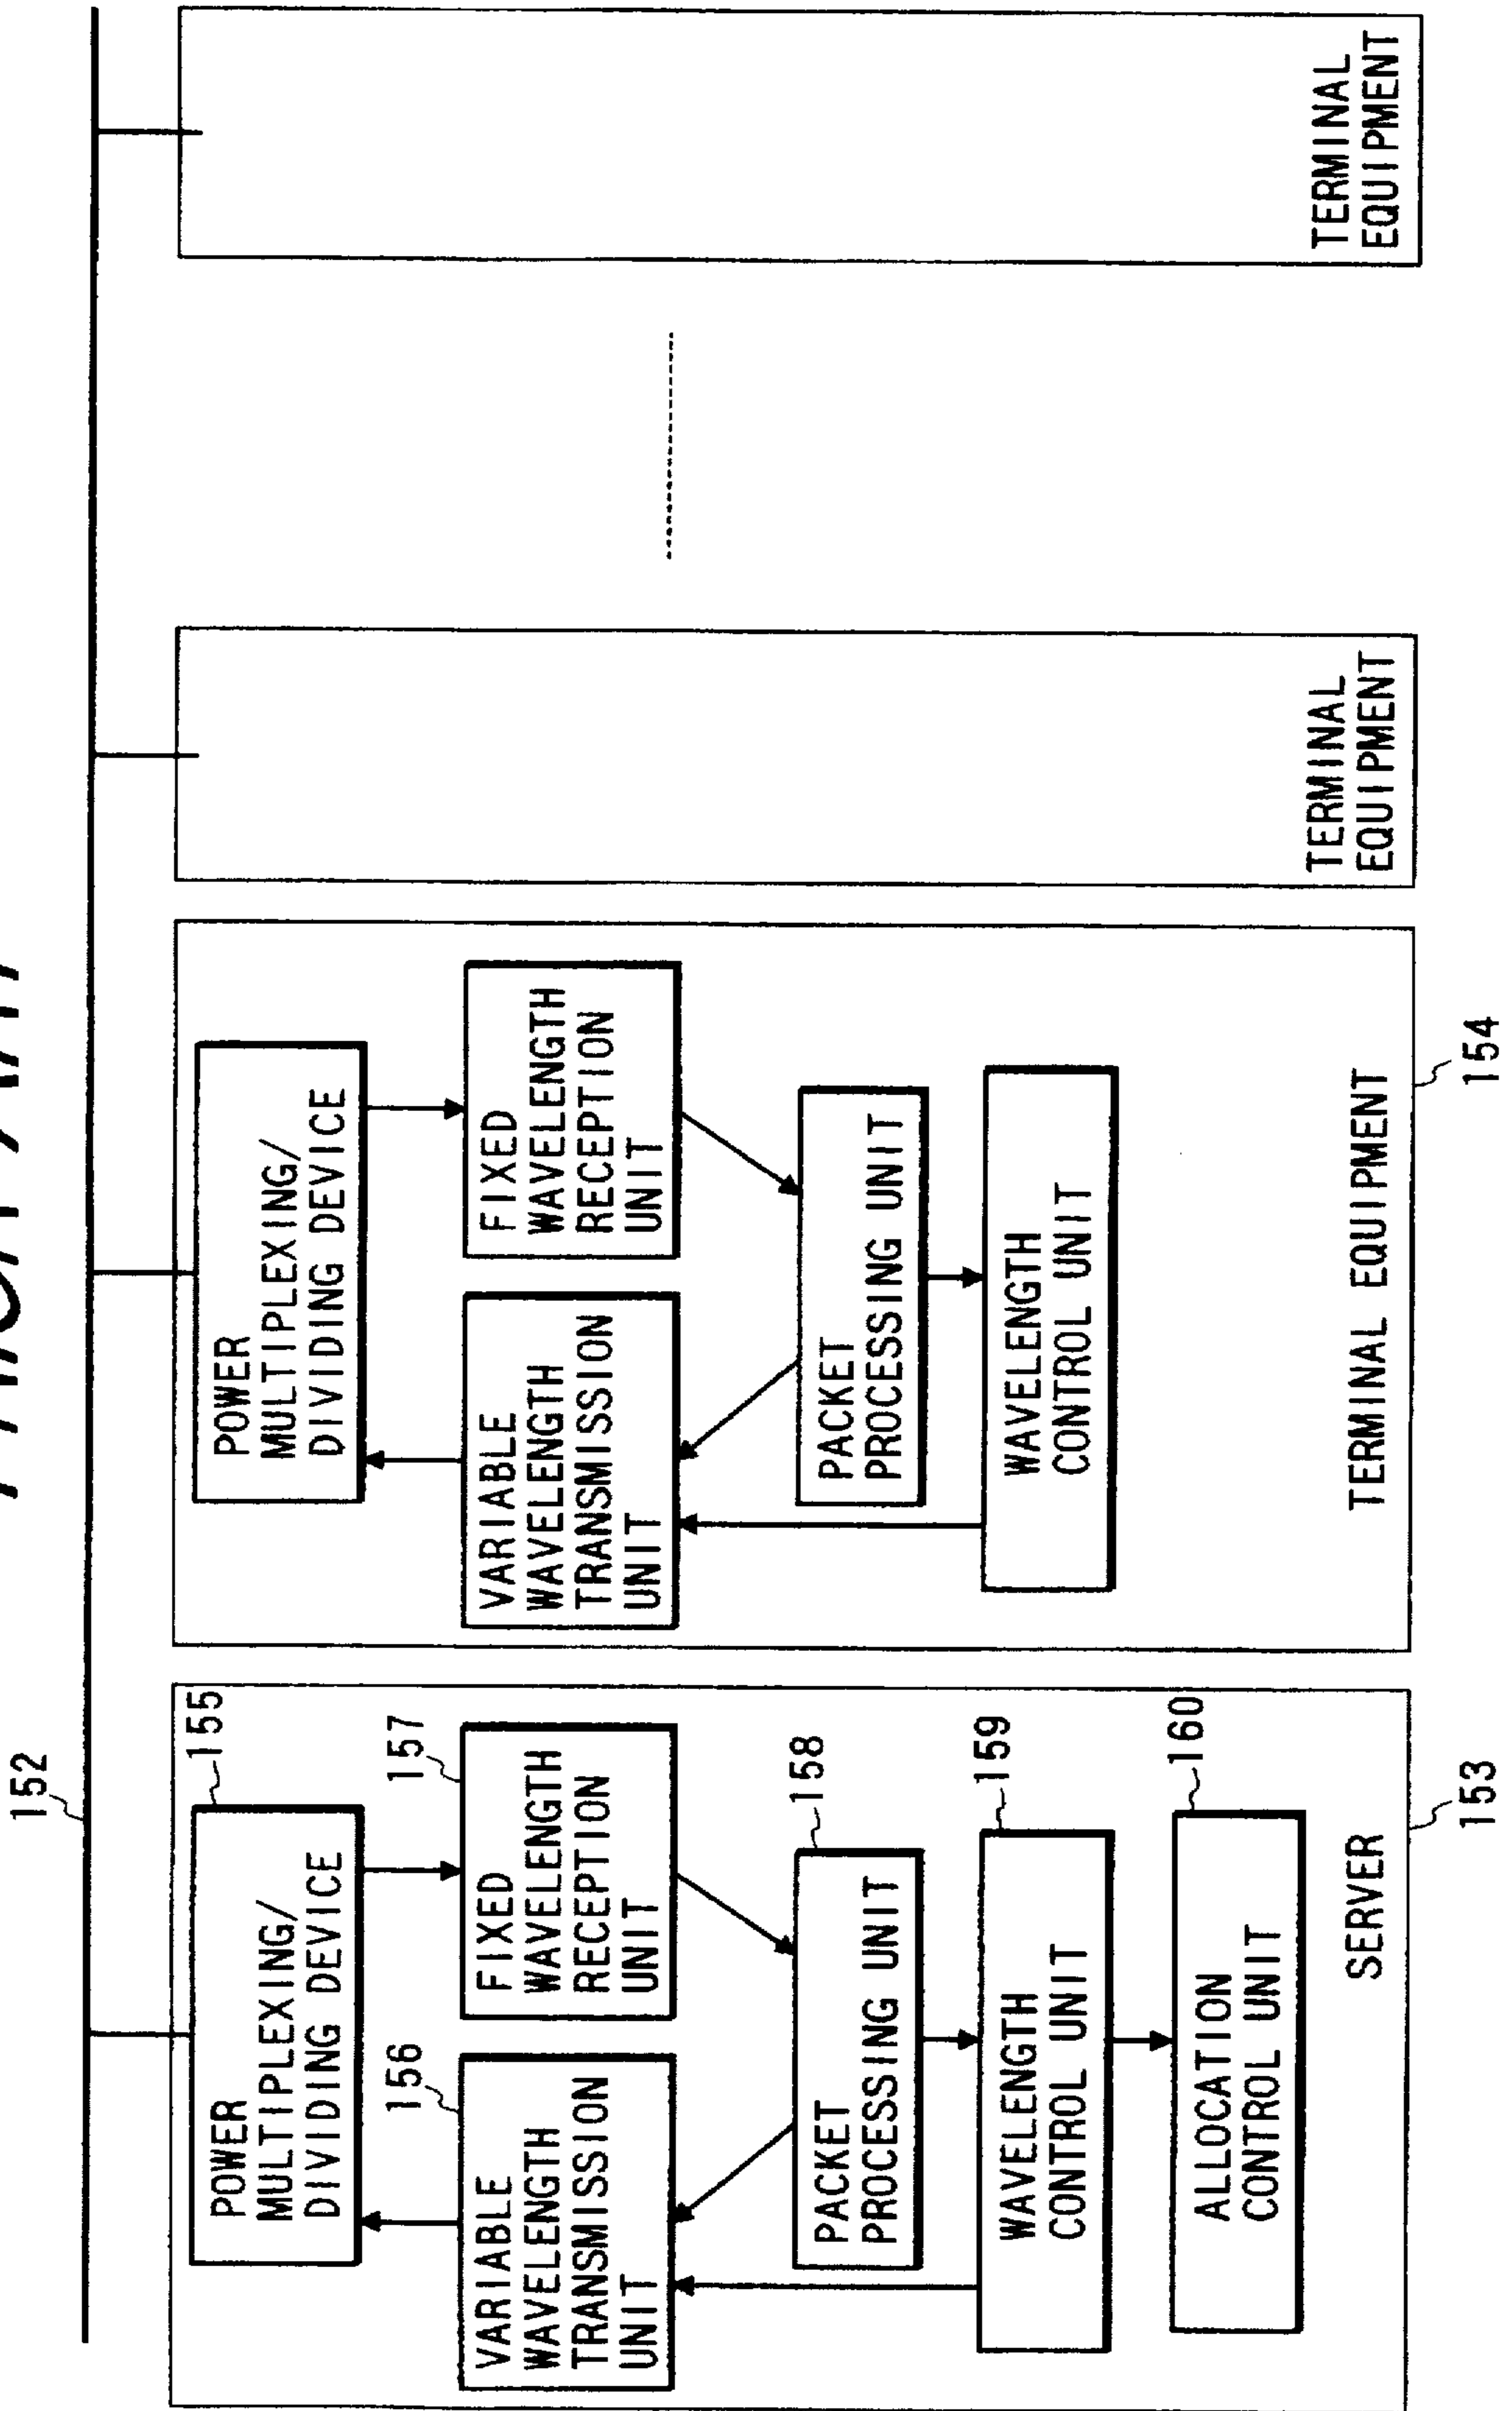 152
POWER
MULTIPLEXING/
DIVIDING DEVICE
155
VARIABLE
WAVELENGTH
TRANSMISSION
UNIT
156
FIXED
WAVELENGTH
RECEPTION
UNIT
157
PACKET
PROCESSING UNIT
158
WAVELENGTH
CONTROL UNIT
159
ALLOCATION
CONTROL UNIT
160
SERVER
153
POWER
MULTIPLEXING/
DIVIDING DEVICE
VARIABLE
WAVELENGTH
TRANSMISSION
UNIT
FIXED
WAVELENGTH
RECEPTION
UNIT
PACKET
PROCESSING UNIT
WAVELENGTH
CONTROL UNIT
TERMINAL EQUIPMENT
154
TERMINAL
EQUIPMENT
TERMINAL
EQUIPMENT